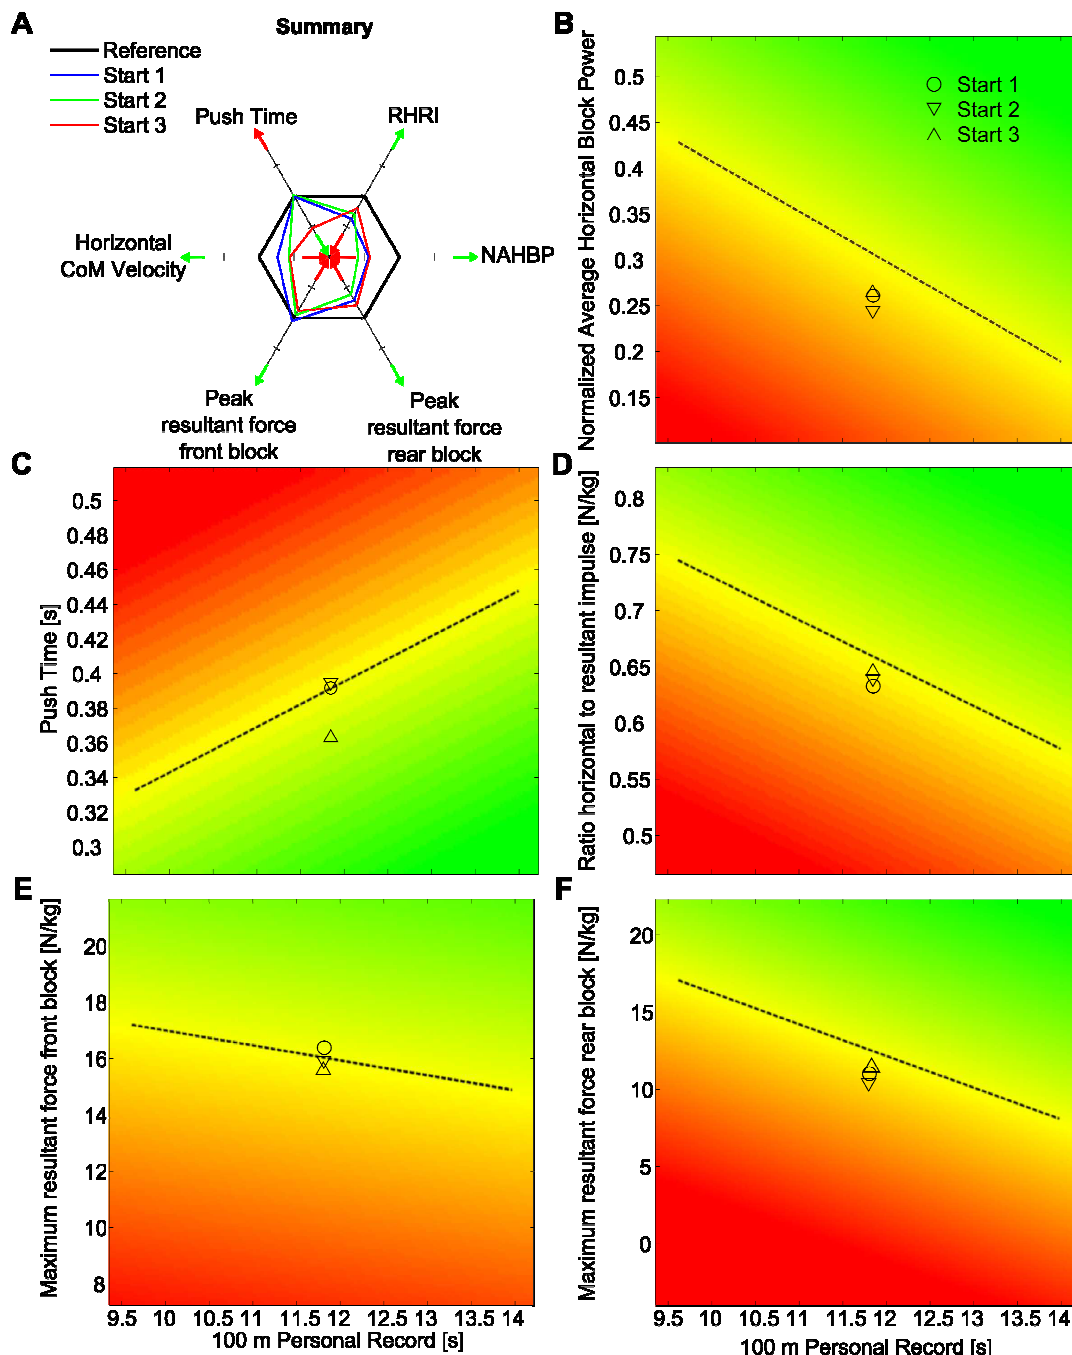 A
Summary
Reference
Start 1
Start 2
Start 3
Push Time
RHRI
Horizontal
CoM Velocity
NAHBP
Peak
resultant force
front block
Peak
resultant force
rear block
B
Normalized Average Horizontal Block Power
0.5
0.45
0.4
0.35
0.3
0.25
0.2
0.15
Start 1
Start 2
Start 3
C
Push Time [s]
0.5
0.48
0.46
0.44
0.42
0.4
0.38
0.36
0.34
0.32
0.3
D
Ratio horizontal to resultant impulse [N/kg]
0.8
0.75
0.7
0.65
0.6
0.55
0.5
E
Maximum resultant force front block [N/kg]
20
18
16
14
12
10
8
9.5 10 10.5 11 11.5 12 12.5 13 13.5 14
100 m Personal Record [s]
F
Maximum resultant force rear block [N/kg]
20
15
10
5
0
9.5 10 10.5 11 11.5 12 12.5 13 13.5 14
100 m Personal Record [s]